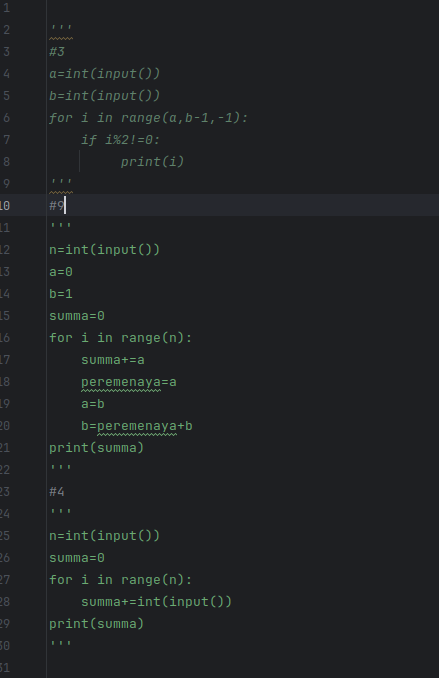 1
2 '''
3 #3
4 a=int(input())
5 b=int(input())
6 for i in range(a,b-1,-1):
7     if i%2!=0:
8          print(i)
9 '''
10 #9
11 '''
12 n=int(input())
13 a=0
14 b=1
15 summa=0
16 for i in range(n):
17     summa+=a
18     peremenaya=a
19     a=b
20     b=peremenaya+b
21 print(summa)
22 '''
23 #4
24 '''
25 n=int(input())
26 summa=0
27 for i in range(n):
28     summa+=int(input())
29 print(summa)
30 '''
31